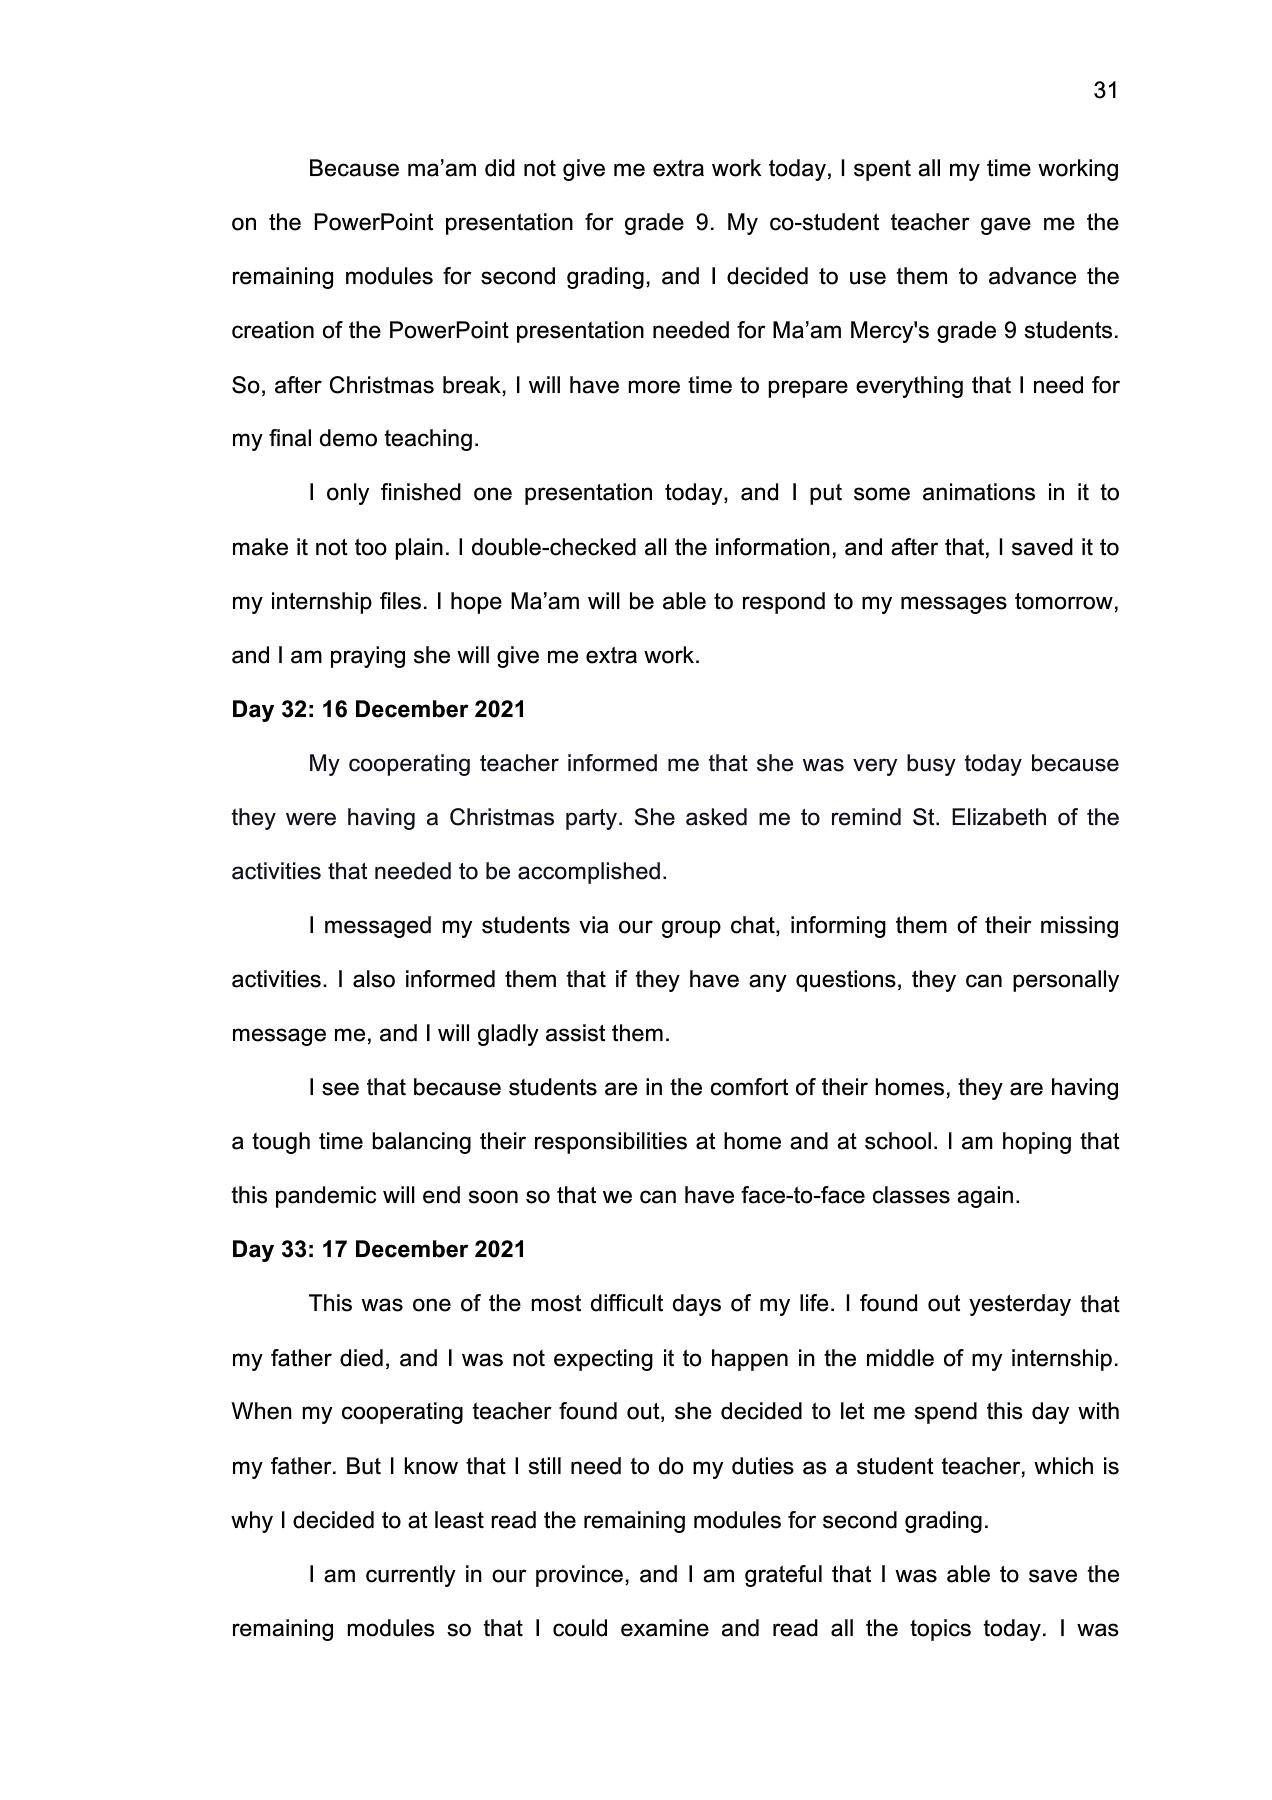 31
Because ma’am did not give me extra work today, I spent all my time working
on the PowerPoint presentation for grade 9. My co-student teacher gave me the
remaining modules for second grading, and I decided to use them to advance the
creation of the PowerPoint presentation needed for Ma’am Mercy's grade 9 students.
So, after Christmas break, I will have more time to prepare everything that I need for
my final demo teaching.
I only finished one presentation today, and I put some animations in it to
make it not too plain. I double-checked all the information, and after that, I saved it to
my internship files. I hope Ma’am will be able to respond to my messages tomorrow,
and I am praying she will give me extra work.
Day 32: 16 December 2021
My cooperating teacher informed me that she was very busy today because
they were having a Christmas party. She asked me to remind St. Elizabeth of the
activities that needed to be accomplished.
I messaged my students via our group chat, informing them of their missing
activities. I also informed them that if they have any questions, they can personally
message me, and I will gladly assist them.
I see that because students are in the comfort of their homes, they are having
a tough time balancing their responsibilities at home and at school. I am hoping that
this pandemic will end soon so that we can have face-to-face classes again.
Day 33: 17 December 2021
This was one of the most difficult days of my life. I found out yesterday that
my father died, and I was not expecting it to happen in the middle of my internship.
When my cooperating teacher found out, she decided to let me spend this day with
my father. But I know that I still need to do my duties as a student teacher, which is
why I decided to at least read the remaining modules for second grading.
I am currently in our province, and I am grateful that I was able to save the
remaining modules so that I could examine and read all the topics today. I was